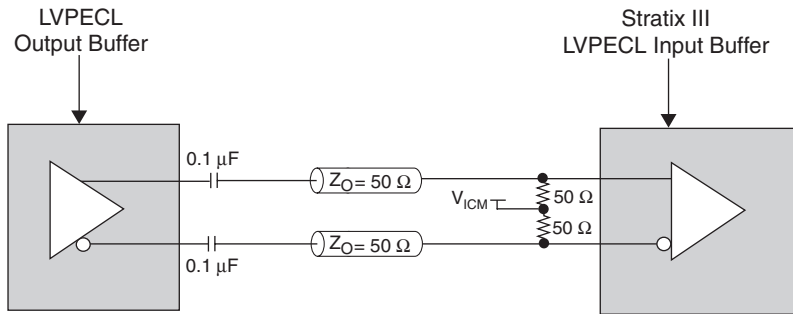 LVPECL
Output Buffer
Stratix III
LVPECL Input Buffer
0.1 μF
Z_O = 50 Ω
V_ICM
50 Ω
50 Ω
Z_O = 50 Ω
0.1 μF